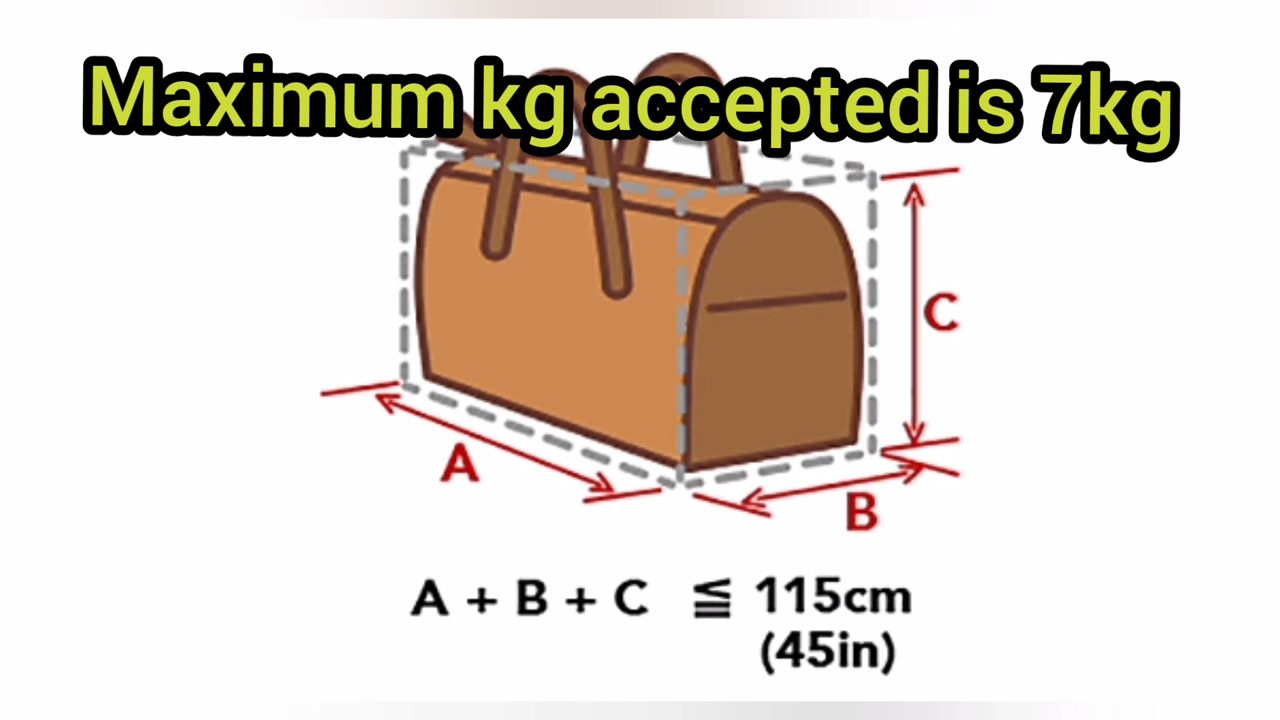 Maximum kg accepted is 7kg
C
A
B
A + B + C ≦ 115cm
(45in)